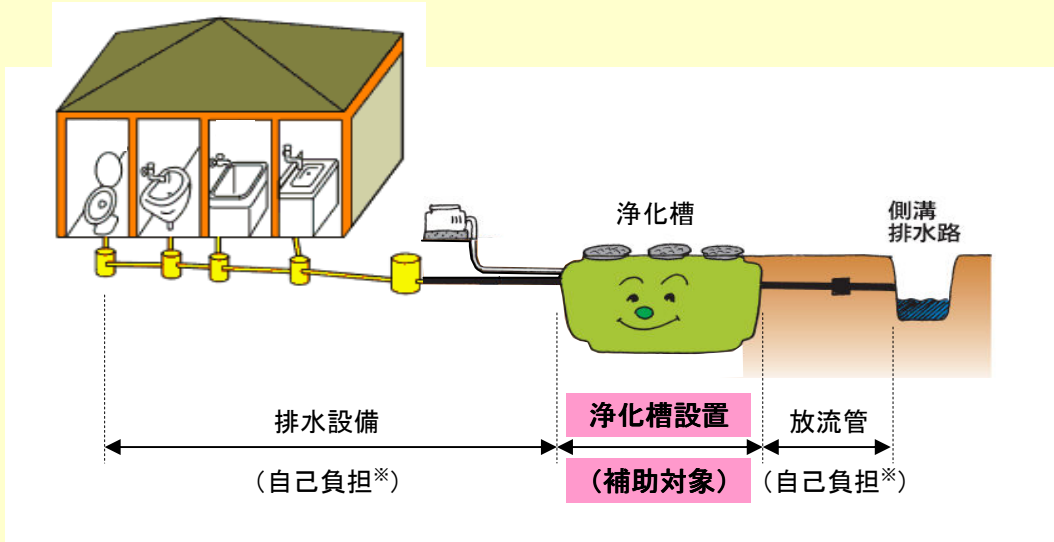 浄化槽
側溝
排水路
排水設備
浄化槽設置
放流管
（自己負担※）
（補助対象）
（自己負担※）